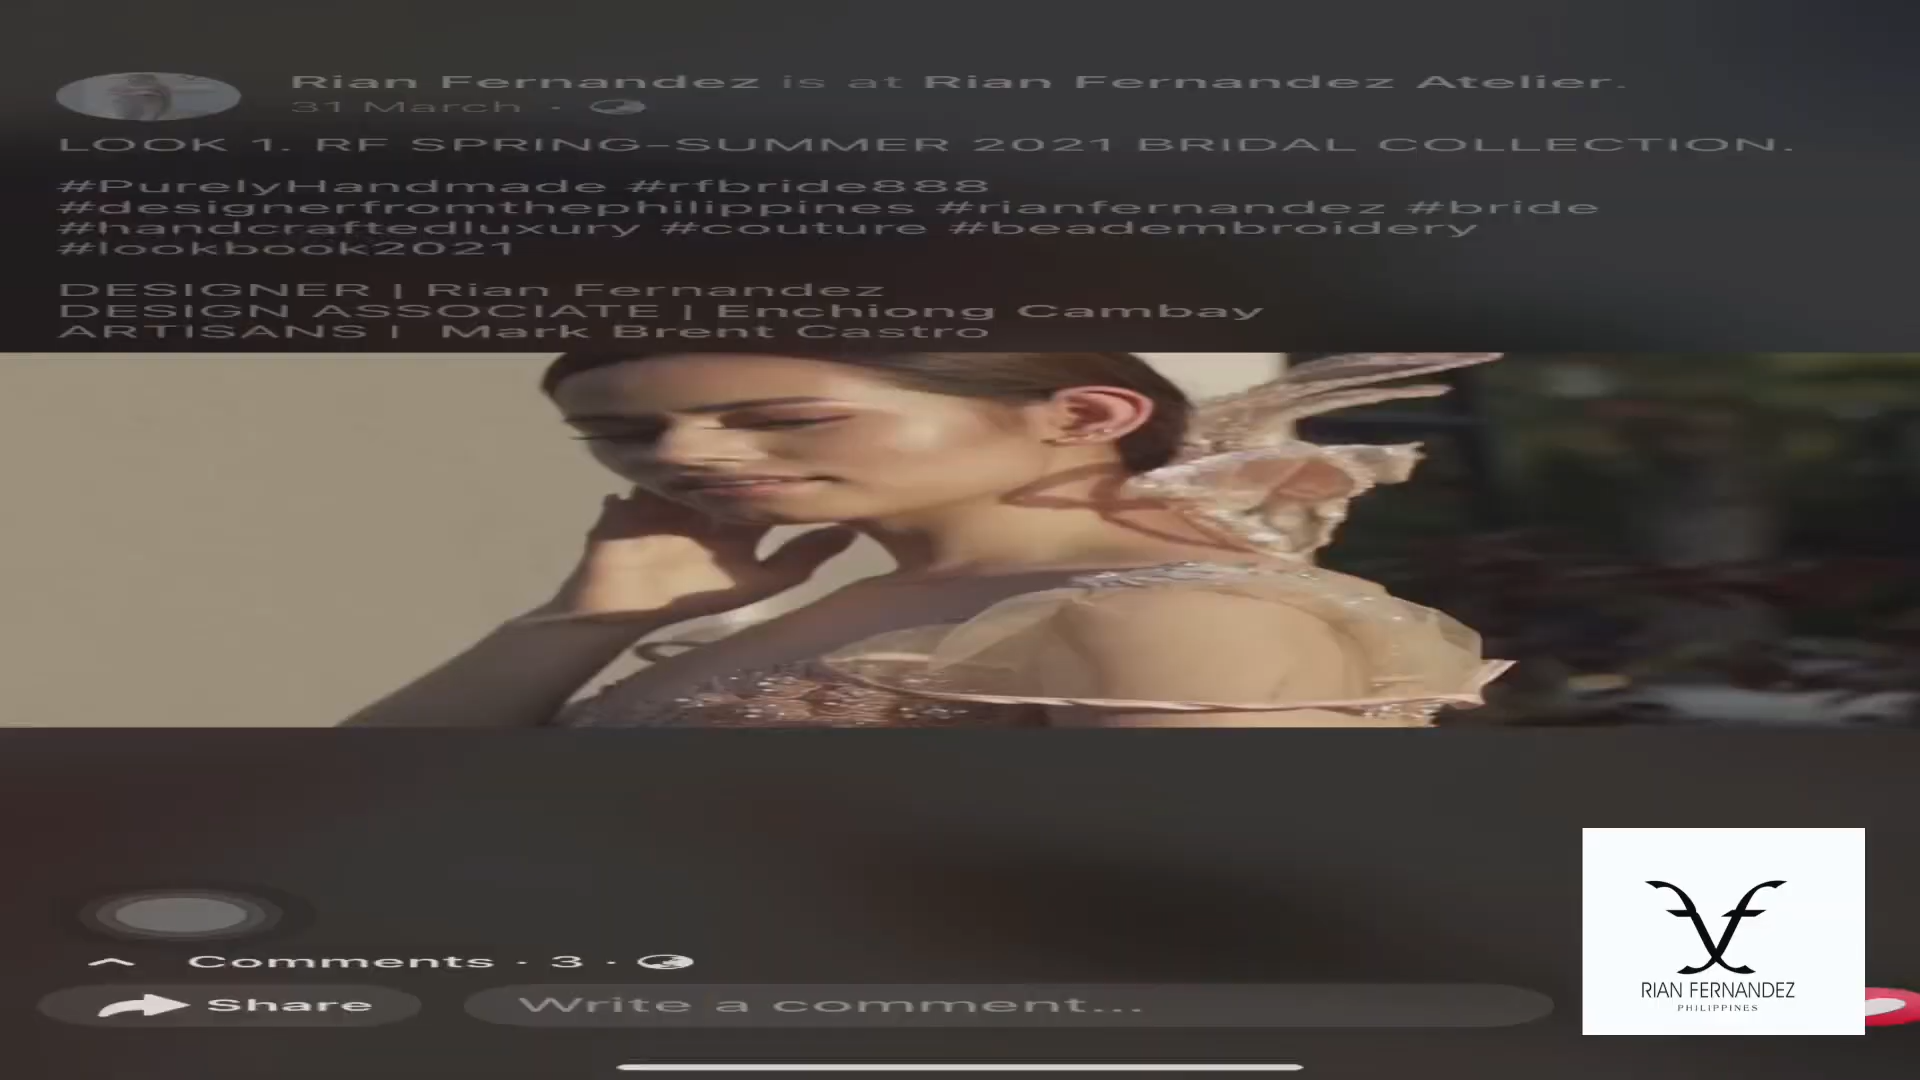 Rian Fernandez is at Rian Fernandez Atelier.
31 March ·
LOOK 1. RF SPRING-SUMMER 2021 BRIDAL COLLECTION.
#PurelyHandmade #rfbride888
#designerfromthephilippines #rianfernandez #bride
#handcraftedluxury #couture #beadembroidery
#lookbook2021
DESIGNER | Rian Fernandez
DESIGN ASSOCIATE | Enchiong Cambay
ARTISANS | Mark Brent Castro
Comments · 3 ·
Share
Write a comment...
RIAN FERNANDEZ
PHILIPPINES